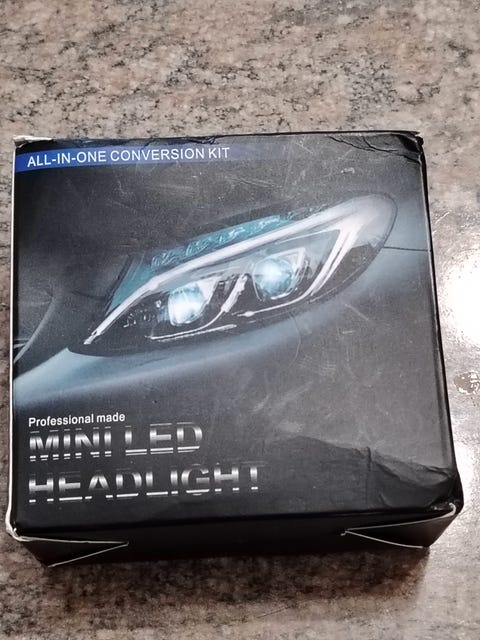 ALL-IN-ONE CONVERSION KIT
Professional made
MINI LED
HEADLIGHT